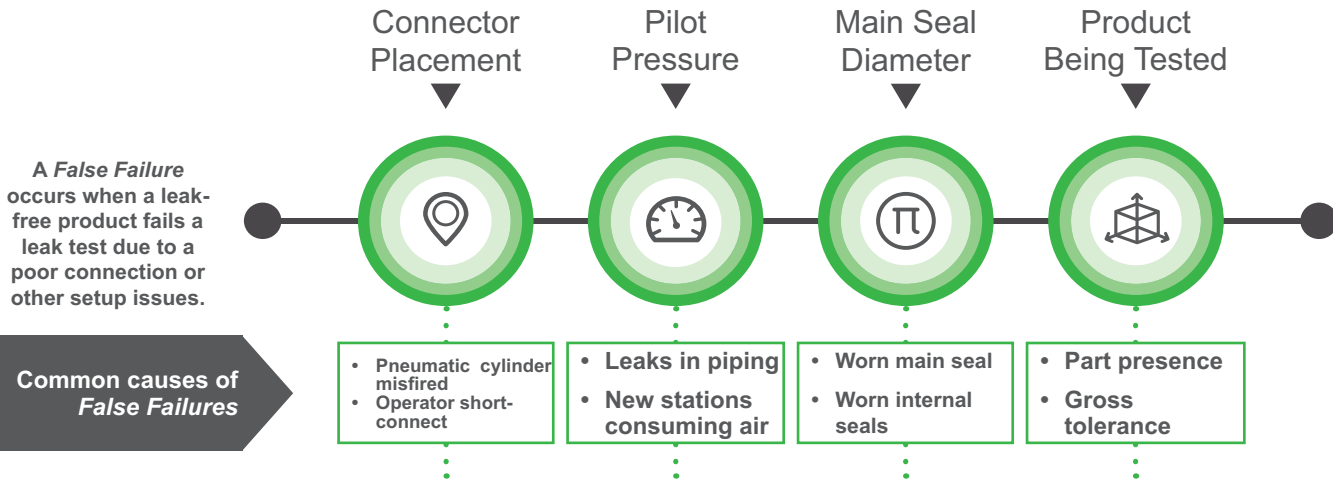 Connector
Placement
Pilot
Pressure
Main Seal
Diameter
Product
Being Tested
A False Failure
occurs when a leak-
free product fails a
leak test due to a
poor connection or
other setup issues.
π
Common causes of
False Failures
• Pneumatic cylinder
misfired
• Operator short-
connect
• Leaks in piping
• New stations
consuming air
• Worn main seal
• Worn internal
seals
• Part presence
• Gross
tolerance